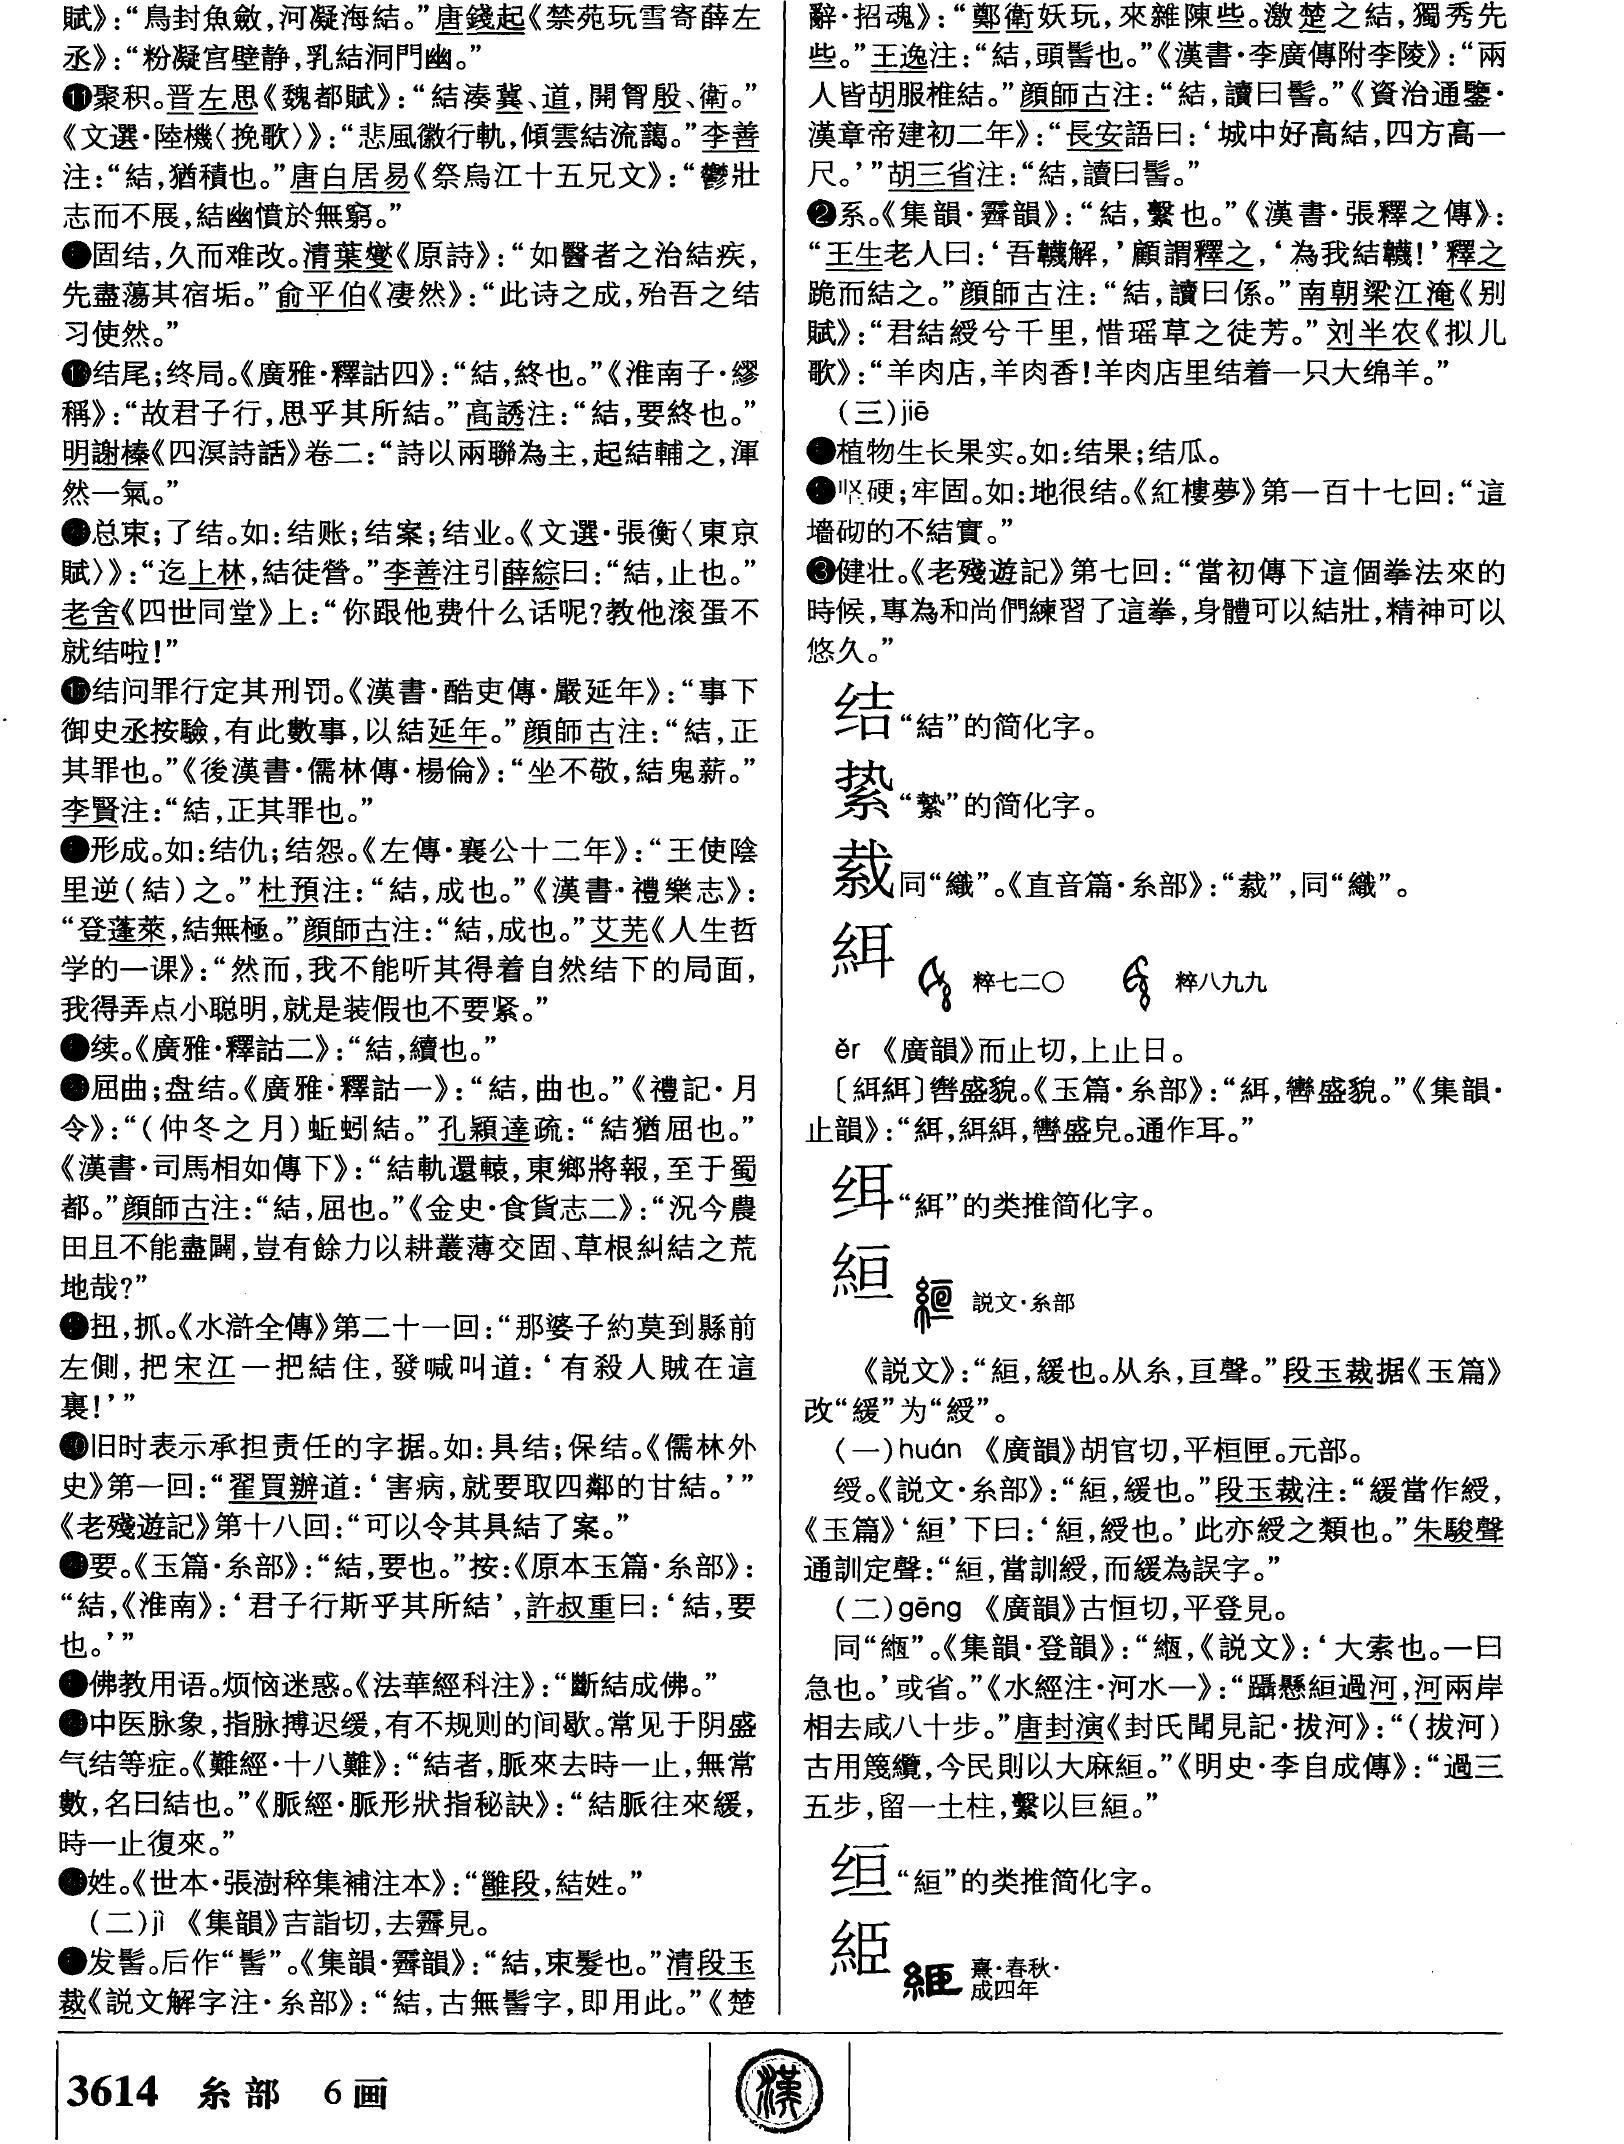 賦》：“鳥封魚斂，河凝海結。”唐錢起《禁苑玩雪寄薛左
丞》：“粉凝宫壁静，乳結洞門幽。”
⓫聚积。晋左思《魏都賦》：“結湊冀、道，開胷殷、衛。”
《文選·陸機〈挽歌〉》：“悲風徽行軌，傾雲結流藹。”李善
注：“結，猶積也。”唐白居易《祭烏江十五兄文》：“鬱壯
志而不展，結幽憤於無窮。”
固结，久而难改。清葉燮《原詩》：“如醫者之治結疾，
先盡蕩其宿垢。”俞平伯《凄然》：“此诗之成，殆吾之结
习使然。”
结尾；终局。《廣雅·釋詁四》：“結，終也。”《淮南子·繆
稱》：“故君子行，思乎其所結。”高誘注：“結，要終也。”
明謝榛《四溟詩話》卷二：“詩以兩聯為主，起結輔之，渾
然一氣。”
总束；了结。如：结账；结案；结业。《文選·張衡〈東京
賦〉》：“迄上林，結徒營。”李善注引薛綜曰：“結，止也。”
老舍《四世同堂》上：“你跟他费什么话呢？教他滚蛋不
就结啦！”
结问罪行定其刑罚。《漢書·酷吏傳·嚴延年》：“事下
御史丞按驗，有此數事，以結延年。”顔師古注：“結，正
其罪也。”《後漢書·儒林傳·楊倫》：“坐不敬，結鬼薪。”
李賢注：“結，正其罪也。”
形成。如：结仇；结怨。《左傳·襄公十二年》：“王使陰
里逆（結）之。”杜預注：“結，成也。”《漢書·禮樂志》：
“登蓬萊，結無極。”顔師古注：“結，成也。”艾芜《人生哲
学的一课》：“然而，我不能听其得着自然结下的局面，
我得弄点小聪明，就是装假也不要紧。”
续。《廣雅·釋詁二》：“結，續也。”
屈曲；盘结。《廣雅·釋詁一》：“結，曲也。”《禮記·月
令》：“（仲冬之月）蚯蚓結。”孔穎達疏：“結猶屈也。”
《漢書·司馬相如傳下》：“結軌還轅，東鄉將報，至于蜀
都。”顔師古注：“結，屈也。”《金史·食貨志二》：“況今農
田且不能盡闢，豈有餘力以耕叢薄交固、草根糾結之荒
地哉？”
扭，抓。《水滸全傳》第二十一回：“那婆子約莫到縣前
左側，把宋江一把結住，發喊叫道：‘有殺人賊在這
裏！’”
旧时表示承担责任的字据。如：具结；保结。《儒林外
史》第一回：“翟買辦道：‘害病，就要取四鄰的甘結。’”
《老殘遊記》第十八回：“可以令其具結了案。”
要。《玉篇·糸部》：“結，要也。”按：《原本玉篇·糸部》：
“結，《淮南》：‘君子行斯乎其所結’，許叔重曰：‘結，要
也。’”
佛教用语。烦恼迷惑。《法華經科注》：“斷結成佛。”
中医脉象，指脉搏迟缓，有不规则的间歇。常见于阴盛
气结等症。《難經·十八難》：“結者，脈來去時一止，無常
數，名曰結也。”《脈經·脈形狀指秘訣》：“結脈往來緩，
時一止復來。”
姓。《世本·張澍稡集補注本》：“雝段，結姓。”
（二）jì　《集韻》吉詣切，去霽見。
发髻。后作“髻”。《集韻·霽韻》：“結，束髮也。”清段玉
裁《説文解字注·糸部》：“結，古無髻字，即用此。”《楚
辭·招魂》：“鄭衛妖玩，來雜陳些。激楚之結，獨秀先
些。”王逸注：“結，頭髻也。”《漢書·李廣傳附李陵》：“兩
人皆胡服椎結。”顔師古注：“結，讀曰髻。”《資治通鑒·
漢章帝建初二年》：“長安語曰：‘城中好高結，四方高一
尺。’”胡三省注：“結，讀曰髻。”
❷系。《集韻·霽韻》：“結，繫也。”《漢書·張釋之傳》：
“王生老人曰：‘吾韤解，’顧謂釋之，‘為我結韤！’釋之
跪而結之。”顔師古注：“結，讀曰係。”南朝梁江淹《别
賦》：“君結綬兮千里，惜瑶草之徒芳。”刘半农《拟儿
歌》：“羊肉店，羊肉香！羊肉店里结着一只大绵羊。”
（三）jiē
植物生长果实。如：结果；结瓜。
坚硬；牢固。如：地很结。《紅樓夢》第一百十七回：“這
墙砌的不結實。”
❸健壮。《老殘遊記》第七回：“當初傳下這個拳法來的
時候，專為和尚們練習了這拳，身體可以結壯，精神可以
悠久。”
结“結”的简化字。
絷“縶”的简化字。
同“織”。《直音篇·糸部》：同“織”。
絚
粹七二〇　粹八九九
ěr　《廣韻》而止切，上止日。
〔緷緷〕轡盛貌。《玉篇·糸部》：“䋙，轡盛貌。”《集韻·
止韻》：“䋙，䋙䋙，轡盛皃。通作耳。”
“䋙”的类推简化字。
絙　説文·糸部
《説文》：“絙，緩也。从糸，亘聲。”段玉裁据《玉篇》
改“緩”为“綬”。
（一）huán　《廣韻》胡官切，平桓匣。元部。
绶。《説文·糸部》：“絙，緩也。”段玉裁注：“緩當作綬，
《玉篇》‘絙’下曰：‘絙，綬也。’此亦綬之類也。”朱駿聲
通訓定聲：“絙，當訓綬，而緩為誤字。”
（二）gēng　《廣韻》古恒切，平登見。
同“縆”。《集韻·登韻》：“縆，《説文》：‘大索也。一曰
急也。’或省。”《水經注·河水一》：“躡懸絙過河，河兩岸
相去咸八十步。”唐封演《封氏聞見記·拔河》：“（拔河）
古用篾纜，今民則以大麻絙。”《明史·李自成傳》：“過三
五步，留一土柱，繫以巨絙。”
“絙”的类推简化字。
熹·春秋·
成四年
3614　糸部　6画
漢